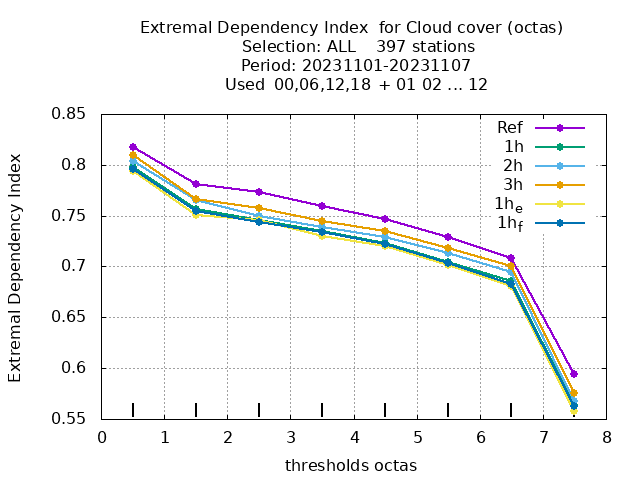 Extremal Dependency Index  for Cloud cover (octas)
Selection: ALL    397 stations
Period: 20231101-20231107
Used  00,06,12,18  + 01 02 ... 12
Extremal Dependency Index
0.85
0.8
0.75
0.7
0.65
0.6
0.55
Ref
1h
2h
3h
1he
1hf
0 1 2 3 4 5 6 7 8
thresholds octas